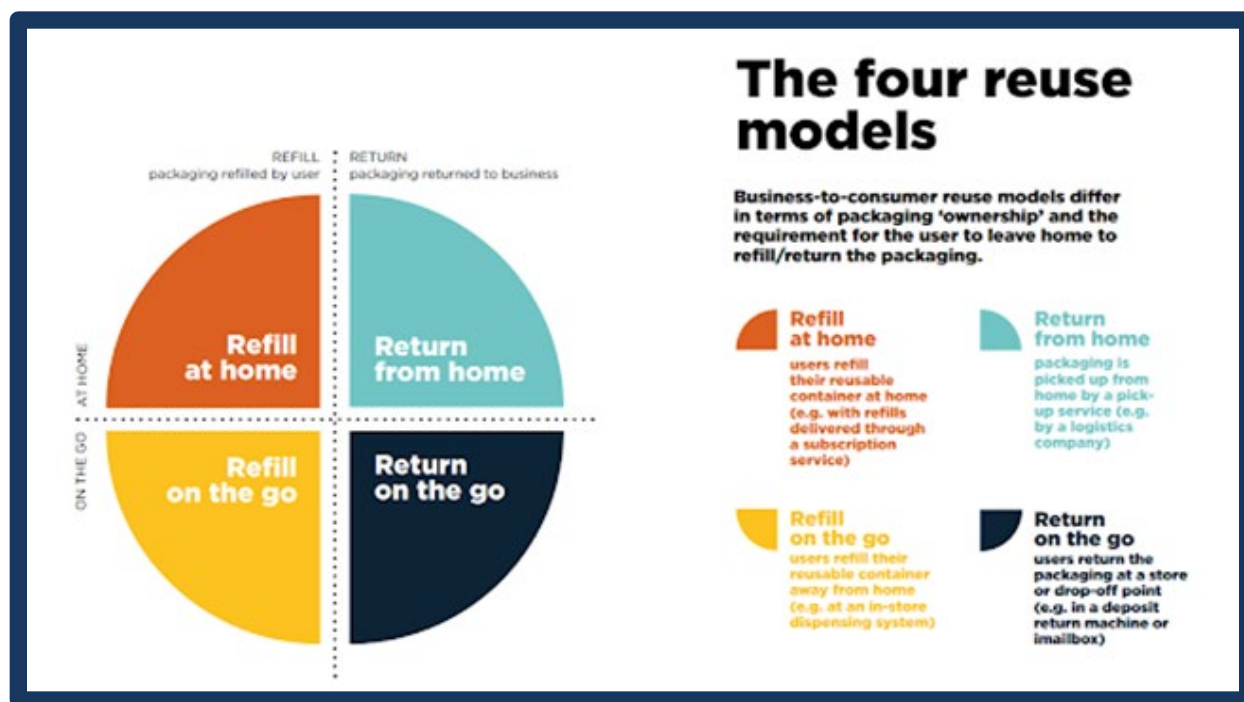 The four reuse
models
REFILL
packaging refilled by user
RETURN
packaging returned to business
Business-to-consumer reuse models differ
in terms of packaging ‘ownership’ and the
requirement for the user to leave home to
refill/return the packaging.
AT HOME
Refill
at home
Return
from home
ON THE GO
Refill
on the go
Return
on the go
Refill
at home
users refill
their reusable
container at home
(e.g. with refills
delivered through
a subscription
service)
Return
from home
packaging is
picked up from
home by a pick-
up service (e.g.
by a logistics
company)
Refill
on the go
users refill their
reusable container
away from home
(e.g. at an in-store
dispensing system)
Return
on the go
users return the
packaging at a store
or drop-off point
(e.g. in a deposit
return machine or
imailbox)